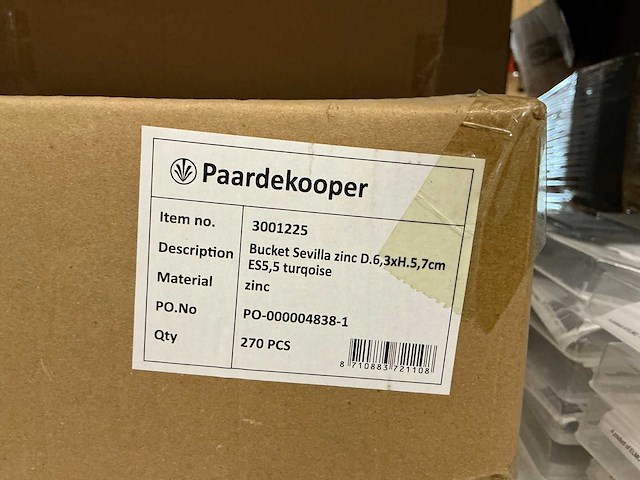 Paardekooper
Item no. 3001225
Description Bucket Sevilla zinc D.6,3xH.5,7cm
ES5,5 turqoise
Material zinc
PO.No PO-000004838-1
Qty 270 PCS
8 710883 721108